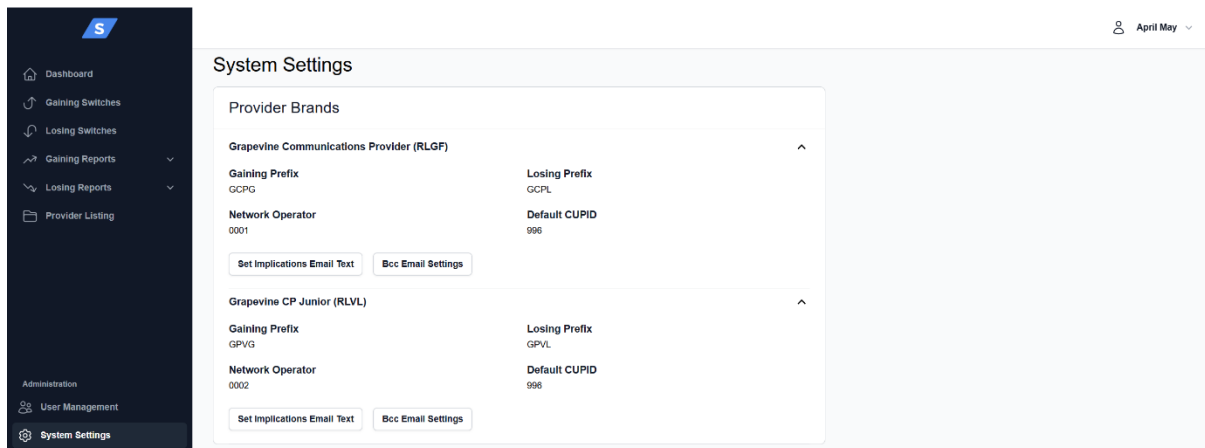 S
April May
Dashboard
Gaining Switches
Losing Switches
Gaining Reports
Losing Reports
Provider Listing
Administration
User Management
System Settings
System Settings
Provider Brands
Grapevine Communications Provider (RLGF)
Gaining Prefix Losing Prefix
GCPG GCPL
Network Operator Default CUPID
0001 996
Set Implications Email Text Bcc Email Settings
Grapevine CP Junior (RLVL)
Gaining Prefix Losing Prefix
GPVG GPVL
Network Operator Default CUPID
0002 996
Set Implications Email Text Bcc Email Settings